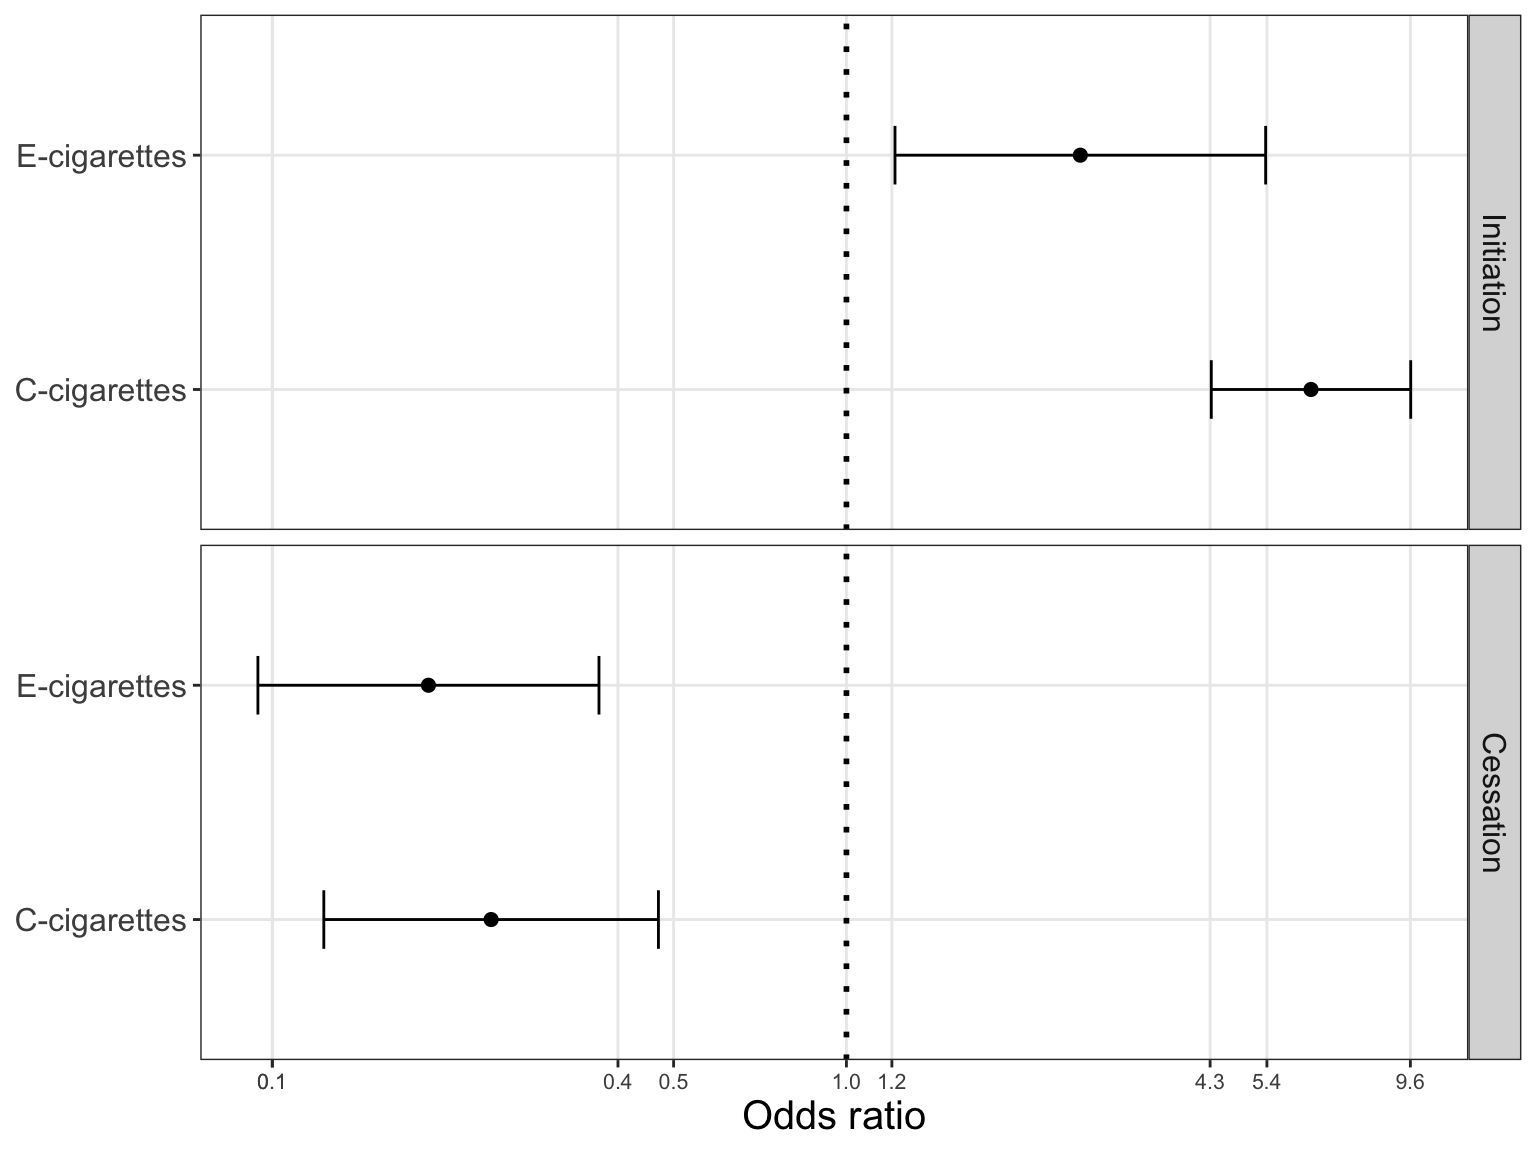 E-cigarettes
C-cigarettes
Initiation
E-cigarettes
C-cigarettes
Cessation
0.1 0.4 0.5 1.0 1.2 4.3 5.4 9.6
Odds ratio